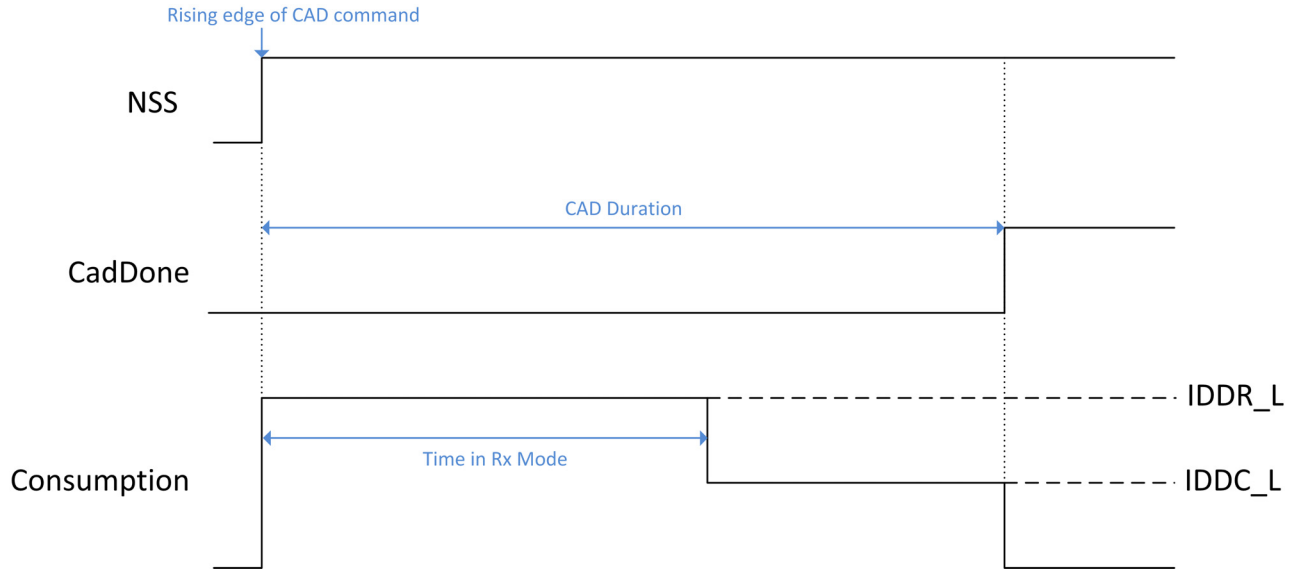 Rising edge of CAD command
NSS
CAD Duration
CadDone
IDDR_L
Time in Rx Mode
Consumption
IDDC_L